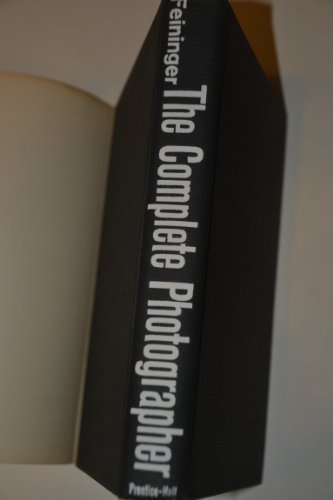 Feininger
The Complete Photographer
Prentice-Hall